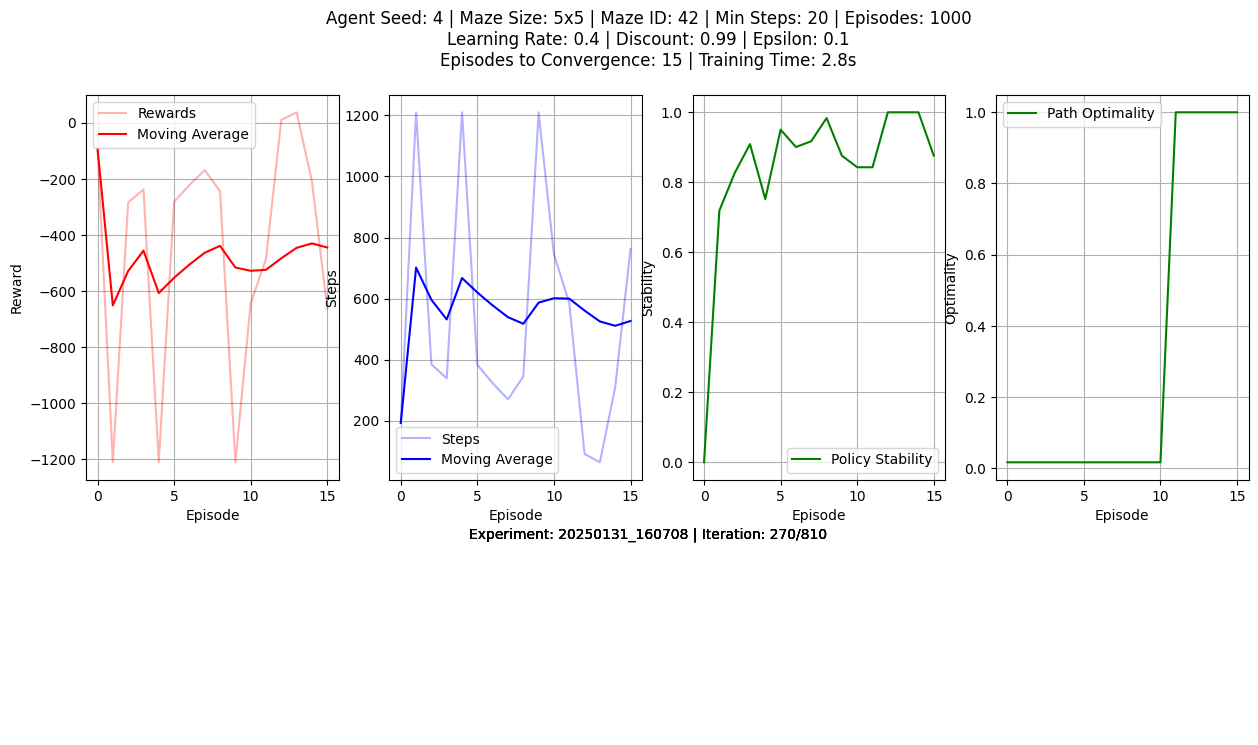 Agent Seed: 4 | Maze Size: 5x5 | Maze ID: 42 | Min Steps: 20 | Episodes: 1000
Learning Rate: 0.4 | Discount: 0.99 | Epsilon: 0.1
Episodes to Convergence: 15 | Training Time: 2.8s
Rewards
Moving Average
0
−200
−400
−600
−800
−1000
−1200
Reward
0 5 10 15
Episode
1200
1000
800
600
400
200
Steps
Steps
Moving Average
0 5 10 15
Episode
1.0
0.8
0.6
0.4
0.2
0.0
Stability
Policy Stability
0 5 10 15
Episode
Path Optimality
1.0
0.8
0.6
0.4
0.2
0.0
Optimality
0 5 10 15
Episode
Experiment: 20250131_160708 | Iteration: 270/810